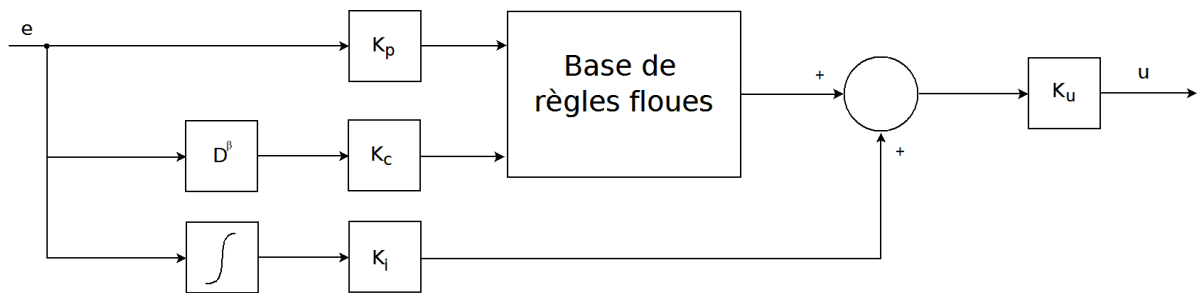 e
Kp
Base de
règles floues
+
Ku
u
Dβ
Kc
+
∫
Ki